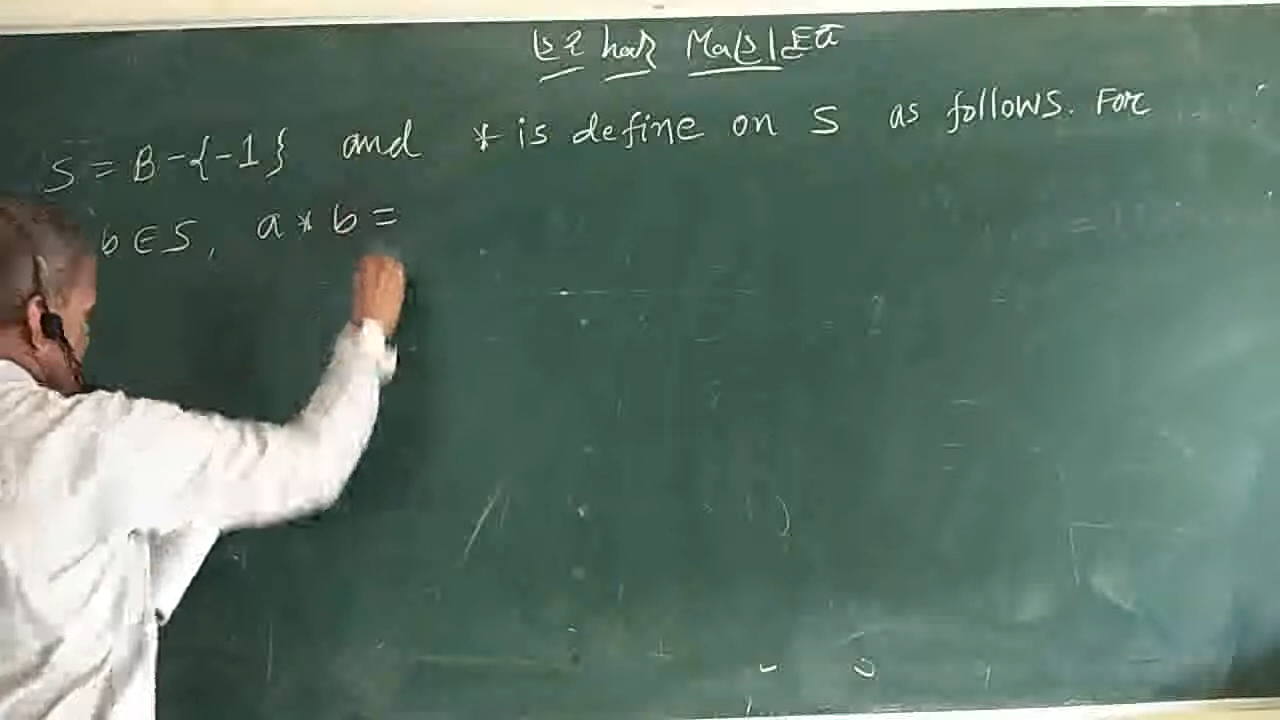 S = B - {-1} and * is define on S as follows. For
b ∈ S, a * b =